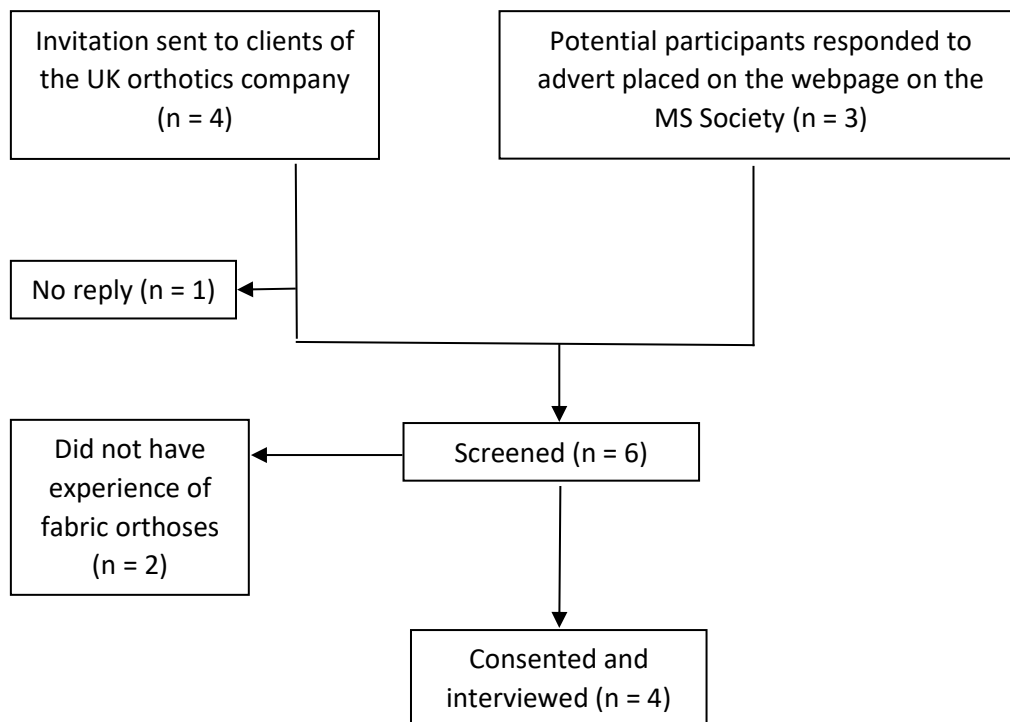 Invitation sent to clients of
the UK orthotics company
(n = 4)
Potential participants responded to
advert placed on the webpage on the
MS Society (n = 3)
No reply (n = 1)
Screened (n = 6)
Did not have
experience of
fabric orthoses
(n = 2)
Consented and
interviewed (n = 4)